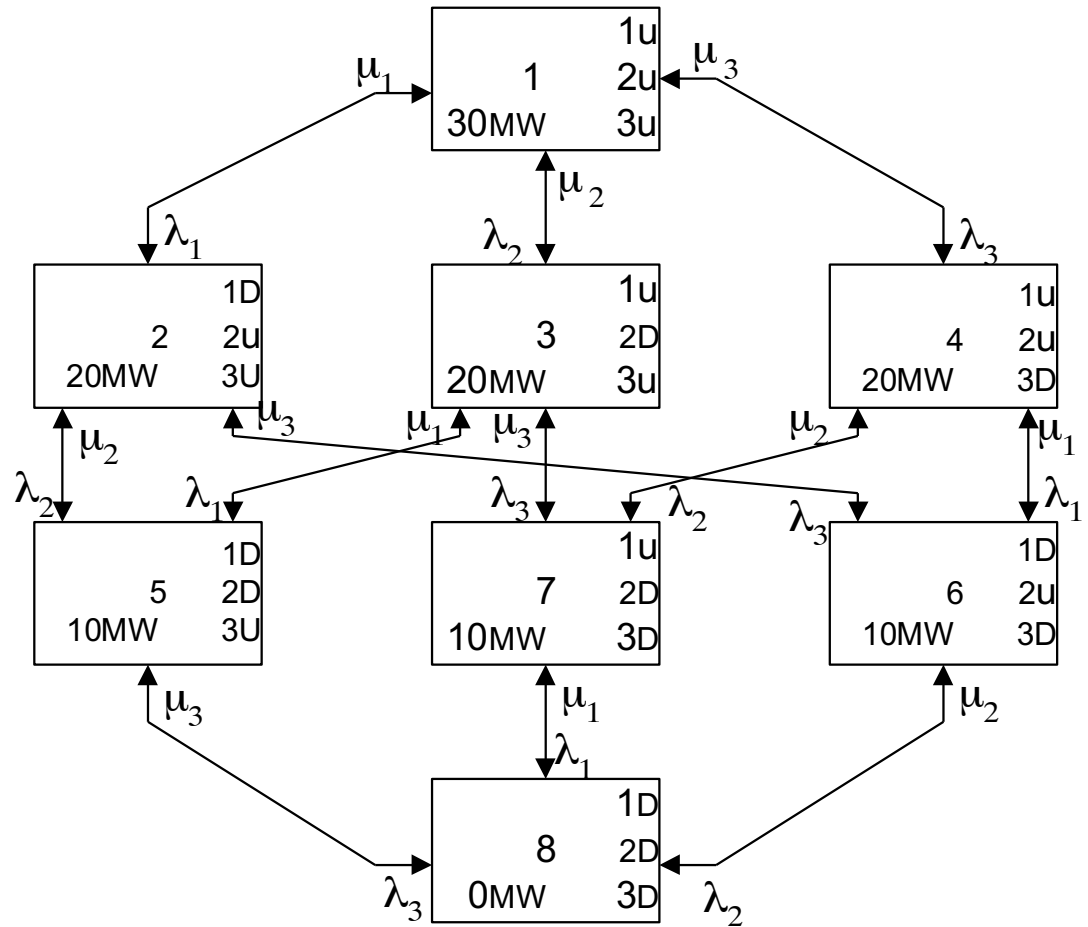 1u
μ1 1 2u μ3
30MW 3u
μ2
λ1 λ2 λ3
1D 1u 1u
2 2u 3 2D 4 2u
20MW 3U 20MW 3u 20MW 3D
μ2 μ3 μ1 μ3 μ2 μ1
λ2 λ1 λ3 λ2 λ3 λ1
1D 1u 1D
5 2D 7 2D 6 2u
10MW 3U 10MW 3D 10MW 3D
μ3 μ1 μ2
λ1
1D
8 2D
λ3 0MW 3D λ2